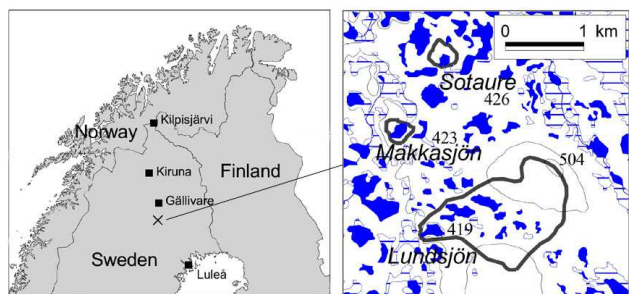 Kilpisjärvi
Norway
Kiruna
Finland
Gällivare
Sweden
Luleå
0 1 km
Sotaure
426
423
Makkasjön
504
419
Lundsjön